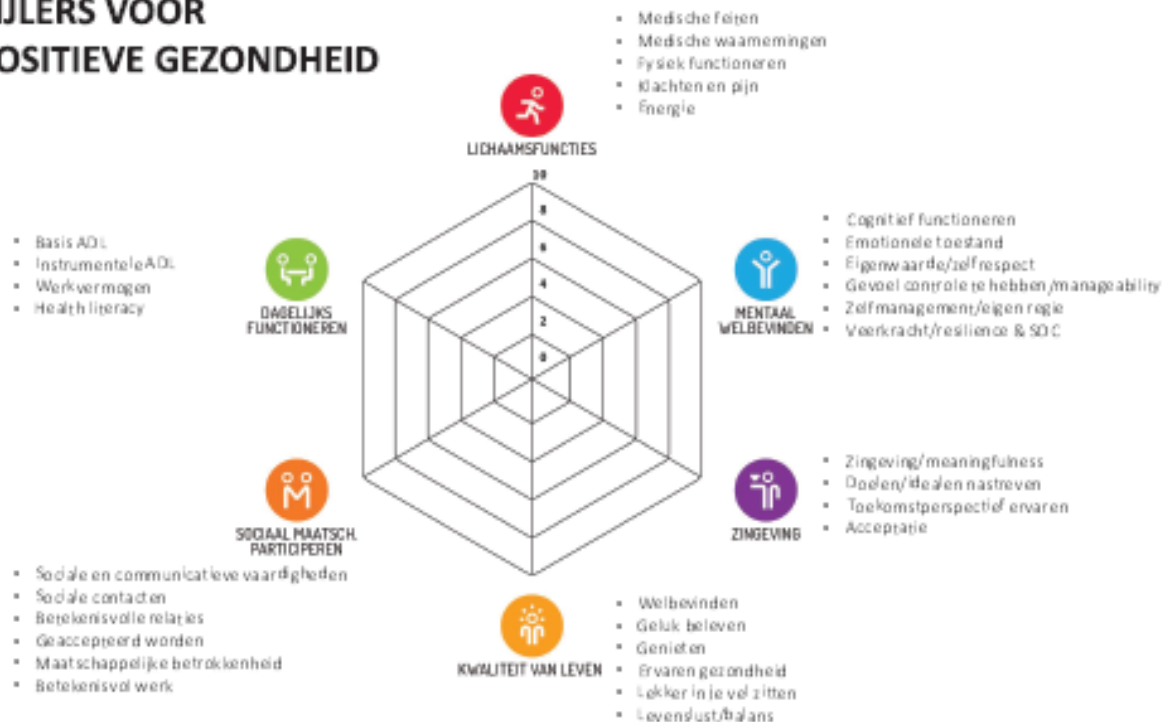 IJLERS VOOR
OSITIEVE GEZONDHEID
Medische feiten
Medische waarnemingen
Fysiek functioneren
Klachten en pijn
Energie
LICHAAMSFUNCTIES
10
8
6
4
2
0
Basis ADL
Instrumentele ADL
Werkvermogen
Health literacy
DAGELIJKS
FUNCTIONEREN
Cognitief functioneren
Emotionele toestand
Eigenwaarde/zelfrespect
Gevoel controle te hebben/manageability
Zelfmanagement/eigen regie
Veerkracht/resilience & SOC
MENTAAL
WELBEVINDEN
Zingeving/meaningfulness
Doelen/idealen nastreven
Toekomstperspectief ervaren
Acceptatie
ZINGEVING
SOCIAAL MAATSCH.
PARTICIPEREN
Sociale en communicatieve vaardigheden
Sociale contacten
Betekenisvolle relaties
Geaccepteerd worden
Maatschappelijke betrokkenheid
Betekenisvol werk
KWALITEIT VAN LEVEN
Welbevinden
Geluk beleven
Genieten
Ervaren gezondheid
Lekker in je vel zitten
Levenslust/balans